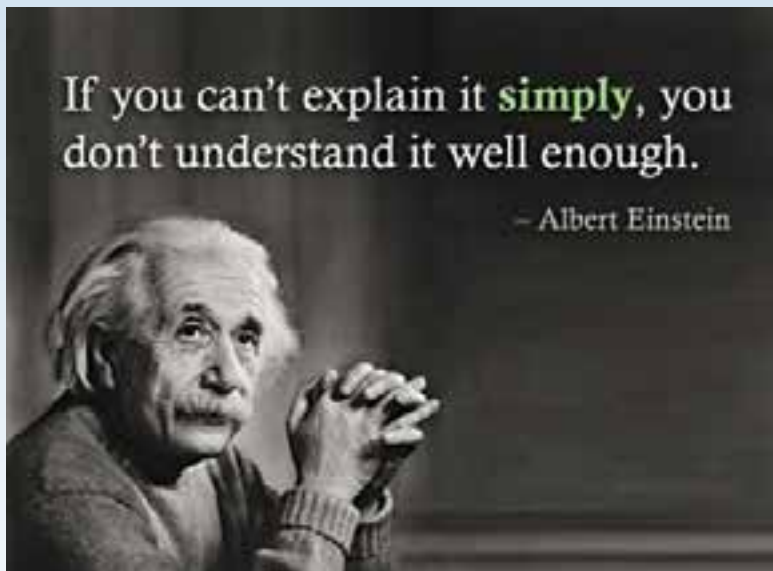 If you can't explain it simply, you
don't understand it well enough.
– Albert Einstein